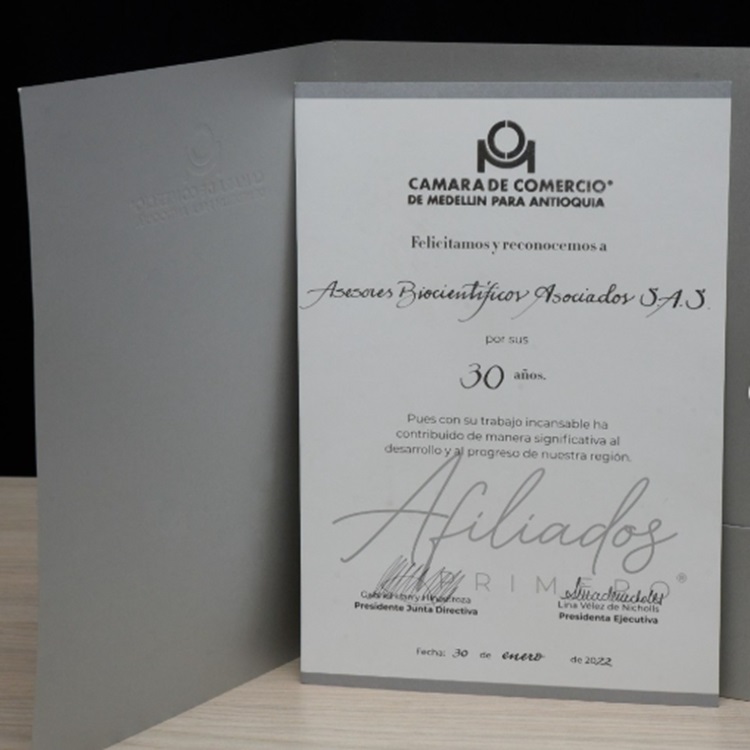 CAMARA DE COMERCIO®
DE MEDELLIN PARA ANTIOQUIA
Felicitamos y reconocemos a
Asesores Biocientíficos Asociados S.A.S.
por sus
30 años.
Pues con su trabajo incansable ha
contribuido de manera significativa al
desarrollo y al progreso de nuestra región.
Afiliados
PRIMERO®
Presidente Junta Directiva
Lina Vélez de Nicholls
Presidenta Ejecutiva
Fecha: 30 de enero de 2022